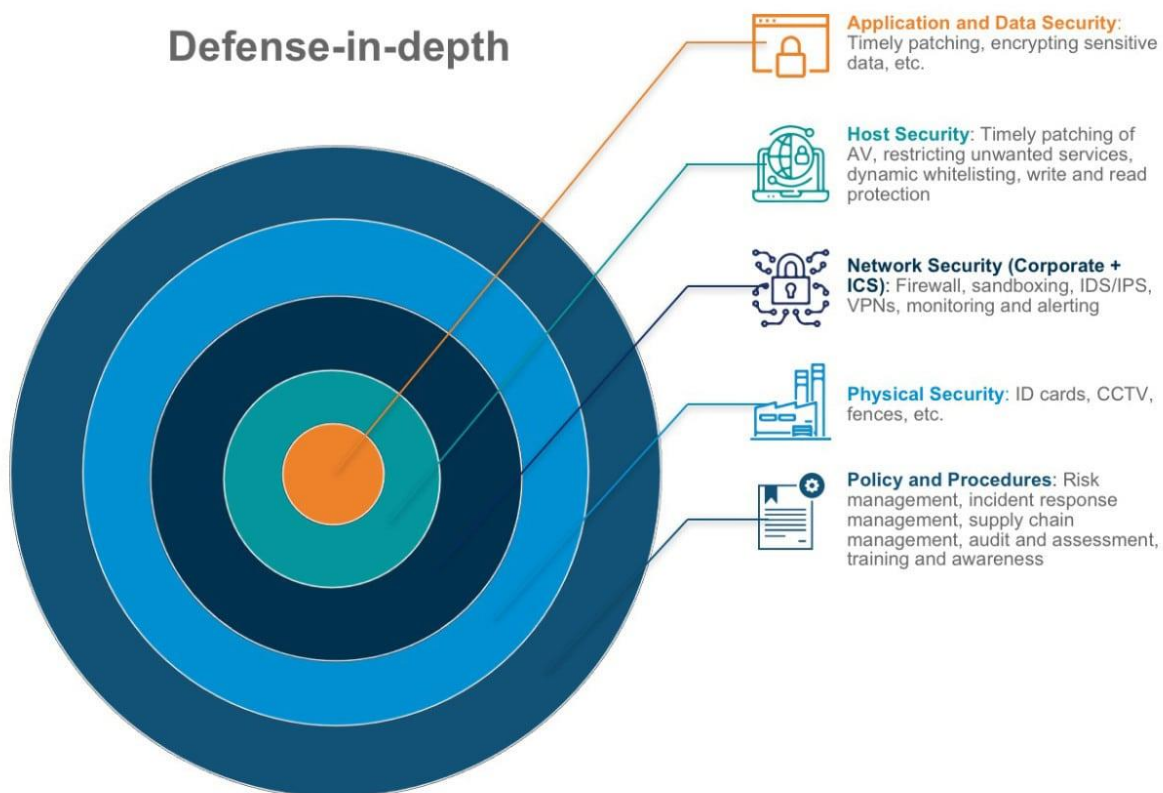 Defense-in-depth
Application and Data Security:
Timely patching, encrypting sensitive
data, etc.
Host Security: Timely patching of
AV, restricting unwanted services,
dynamic whitelisting, write and read
protection
Network Security (Corporate +
ICS): Firewall, sandboxing, IDS/IPS,
VPNs, monitoring and alerting
Physical Security: ID cards, CCTV,
fences, etc.
Policy and Procedures: Risk
management, incident response
management, supply chain
management, audit and assessment,
training and awareness